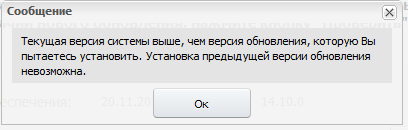 Сообщение
Текущая версия системы выше, чем версия обновления, которую Вы
пытаетесь установить. Установка предыдущей версии обновления
невозможна.
Ок